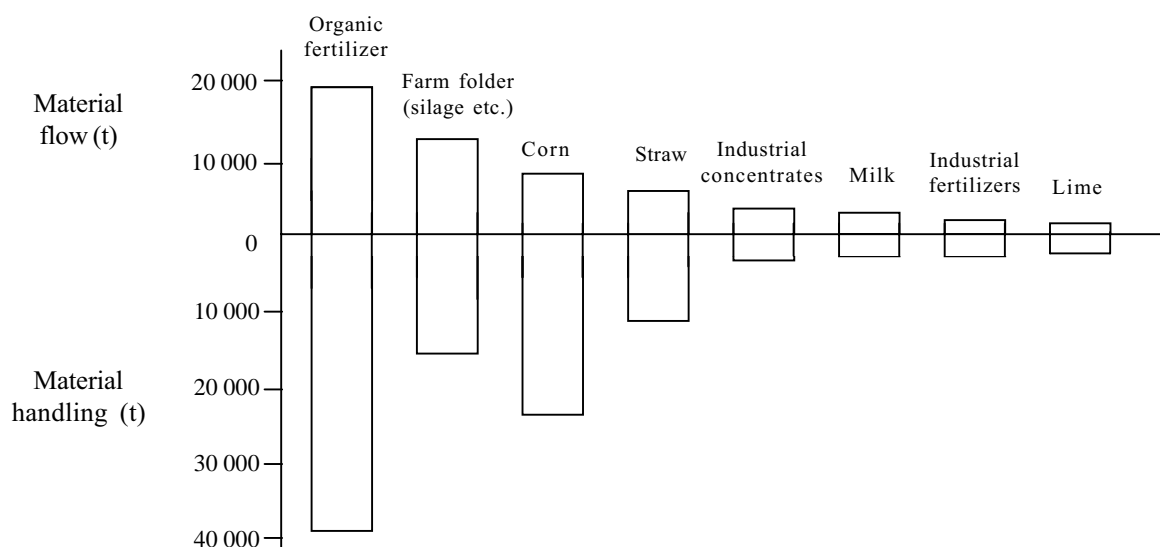 Organic
fertilizer
20 000
Farm folder
(silage etc.)
Material
flow (t)
10 000
Corn
Straw
Industrial
concentrates
Milk
Industrial
fertilizers
Lime
0
10 000
Material
handling (t)
20 000
30 000
40 000